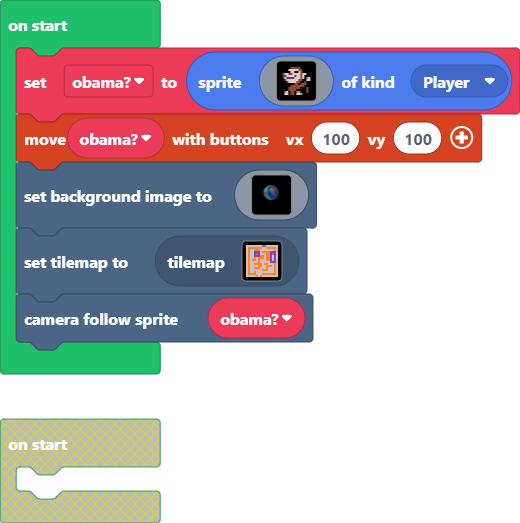 on start
set obama? to sprite of kind Player
move obama? with buttons vx 100 vy 100
set background image to
set tilemap to tilemap
camera follow sprite obama?
on start